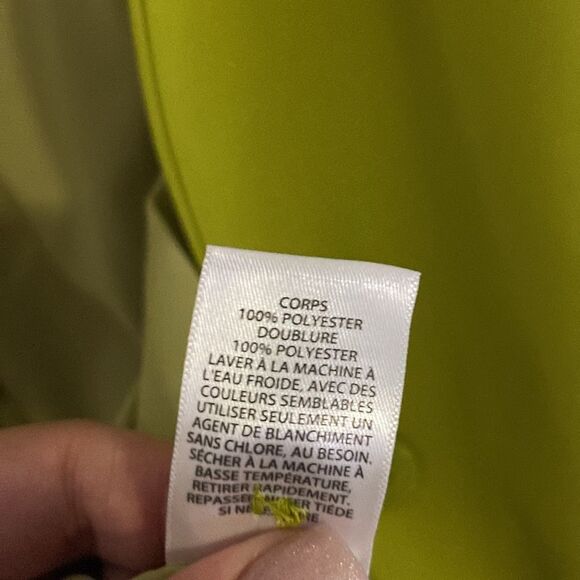 CORPS
100% POLYESTER
DOUBLURE
100% POLYESTER
LAVER À LA MACHINE À
L'EAU FROIDE, AVEC DES
COULEURS SEMBLABLES
UTILISER SEULEMENT UN
AGENT DE BLANCHIMENT
SANS CHLORE, AU BESOIN.
SÉCHER À LA MACHINE À
BASSE TEMPÉRATURE,
RETIRER RAPIDEMENT.
TIÈDE
SI